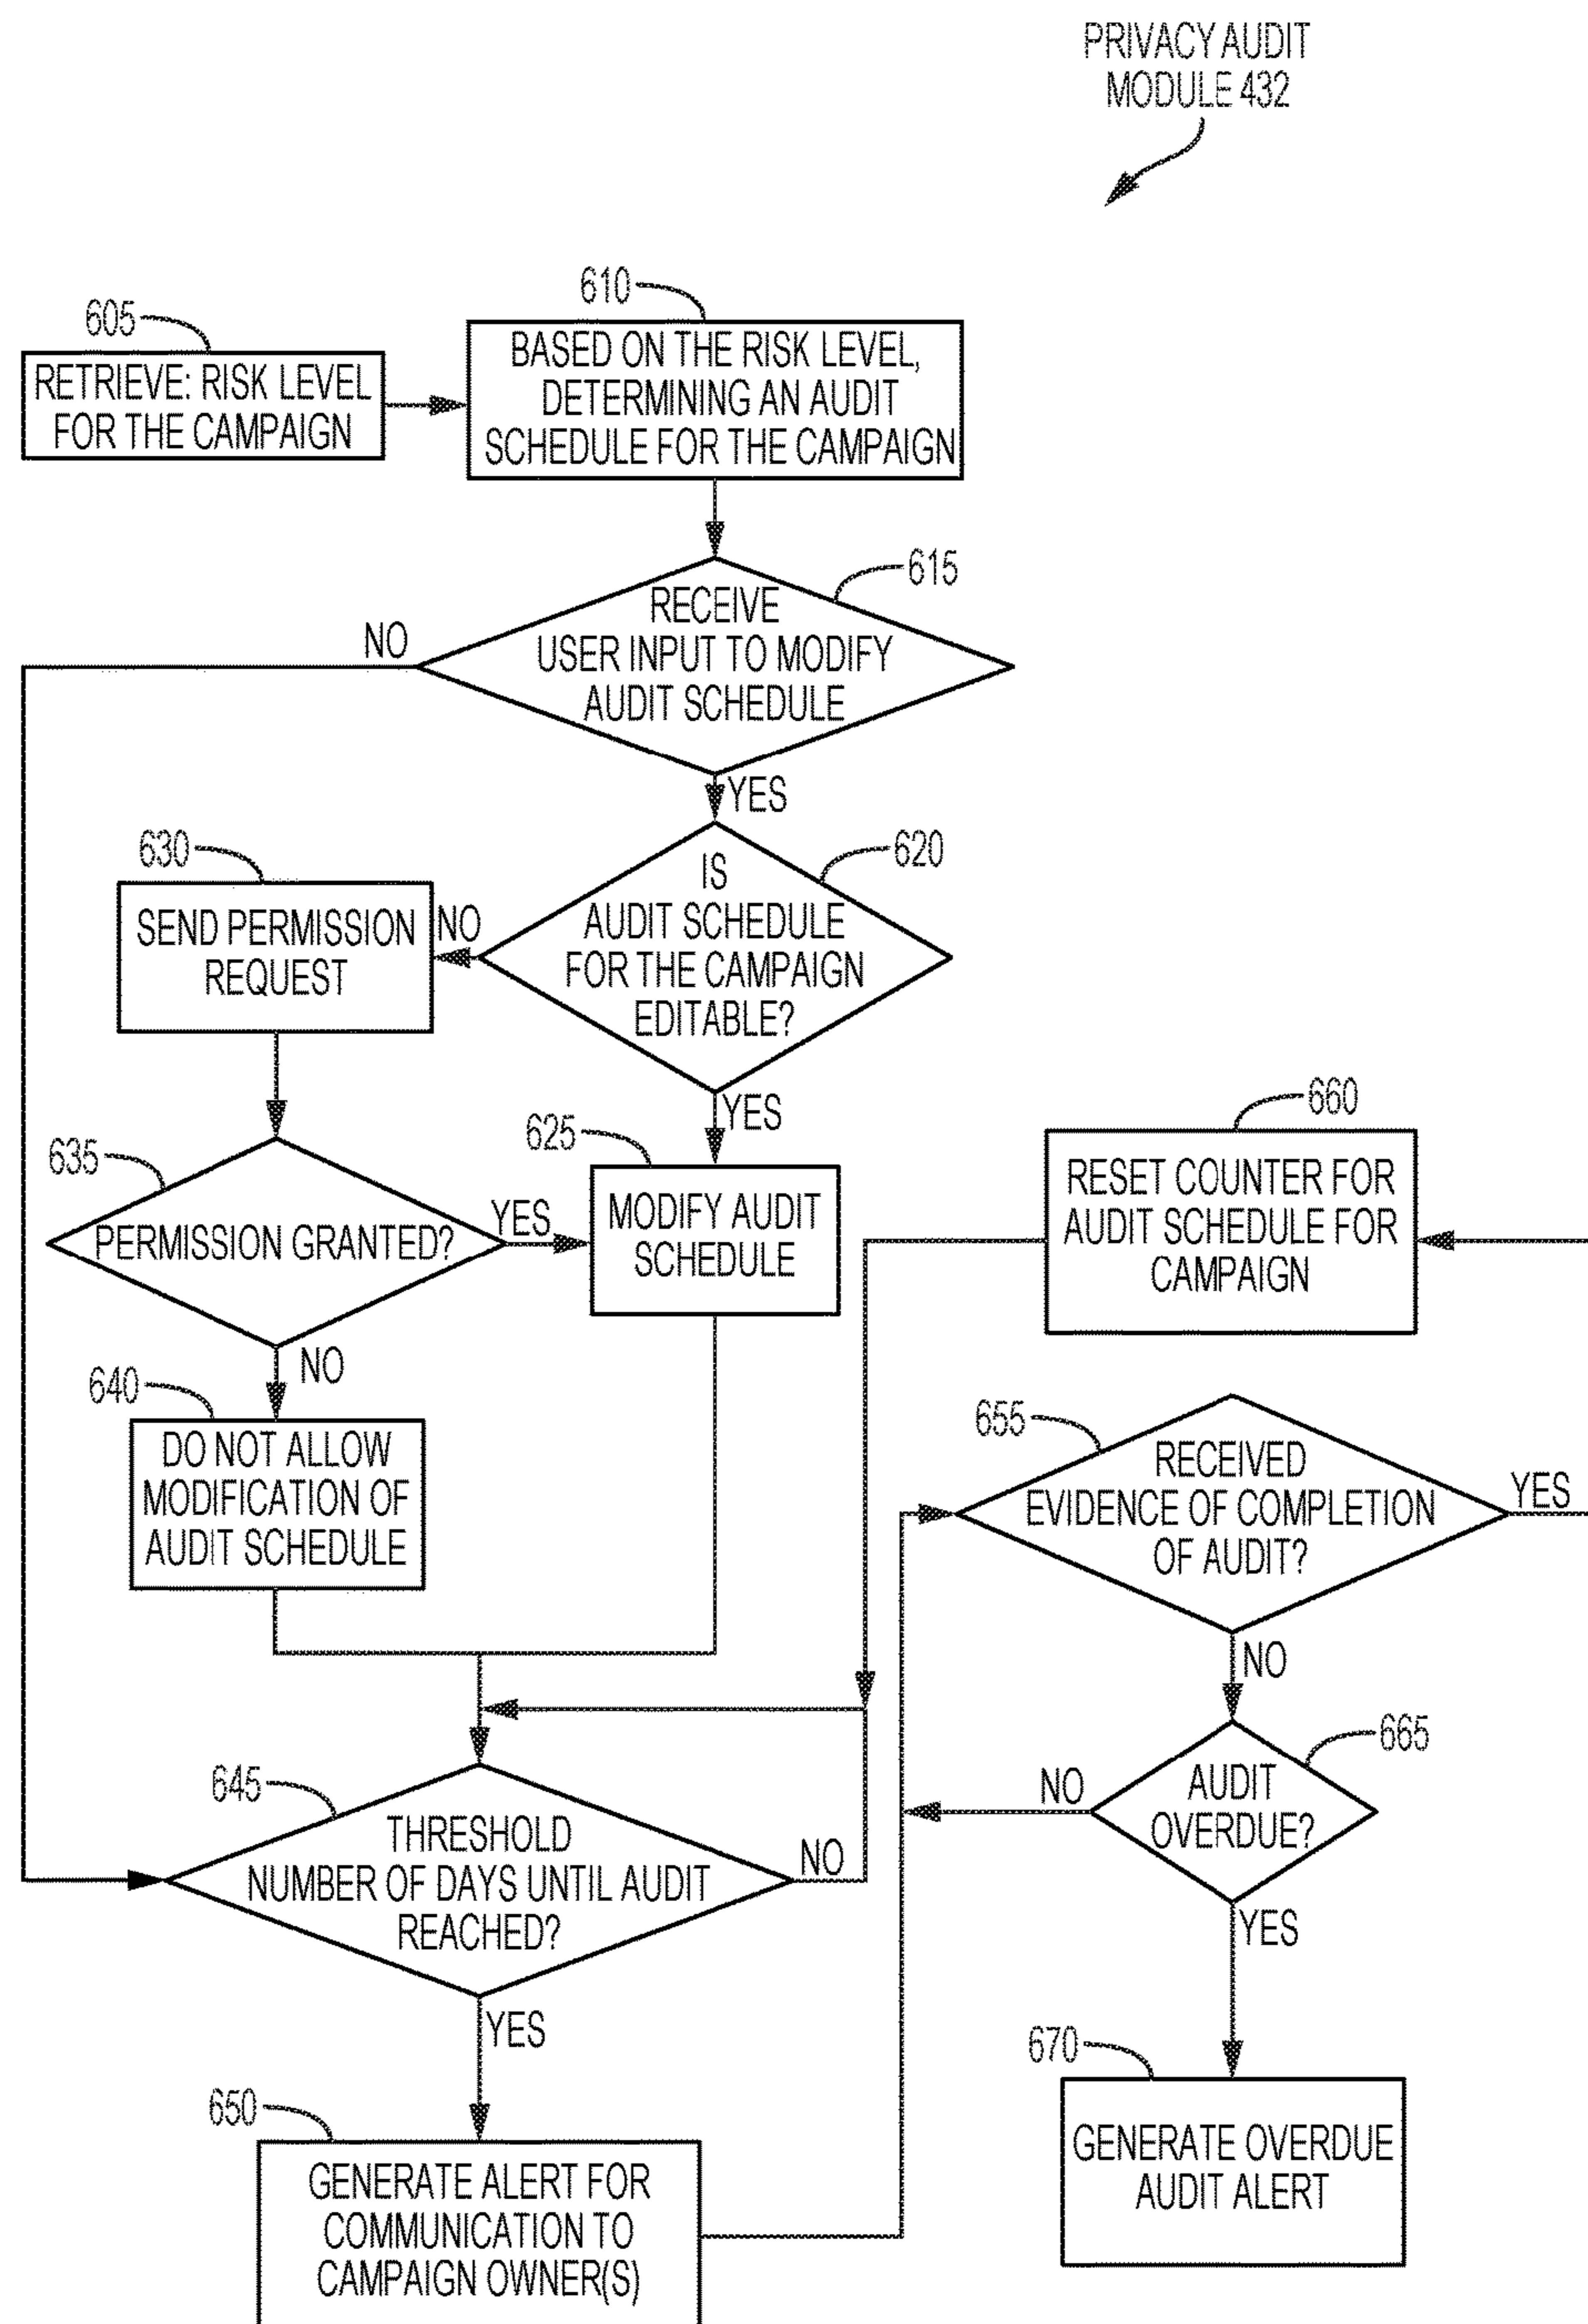 PRIVACY AUDIT
MODULE 432
605
RETRIEVE: RISK LEVEL
FOR THE CAMPAIGN
610
BASED ON THE RISK LEVEL,
DETERMINING AN AUDIT
SCHEDULE FOR THE CAMPAIGN
615
RECEIVE
USER INPUT TO MODIFY
AUDIT SCHEDULE
NO
YES
620
IS
AUDIT SCHEDULE
FOR THE CAMPAIGN
EDITABLE?
NO
YES
630
SEND PERMISSION
REQUEST
635
PERMISSION GRANTED?
YES
NO
625
MODIFY AUDIT
SCHEDULE
640
DO NOT ALLOW
MODIFICATION OF
AUDIT SCHEDULE
645
THRESHOLD
NUMBER OF DAYS UNTIL AUDIT
REACHED?
NO
YES
650
GENERATE ALERT FOR
COMMUNICATION TO
CAMPAIGN OWNER(S)
660
RESET COUNTER FOR
AUDIT SCHEDULE FOR
CAMPAIGN
655
RECEIVED
EVIDENCE OF COMPLETION
OF AUDIT?
YES
NO
665
AUDIT
OVERDUE?
NO
YES
670
GENERATE OVERDUE
AUDIT ALERT